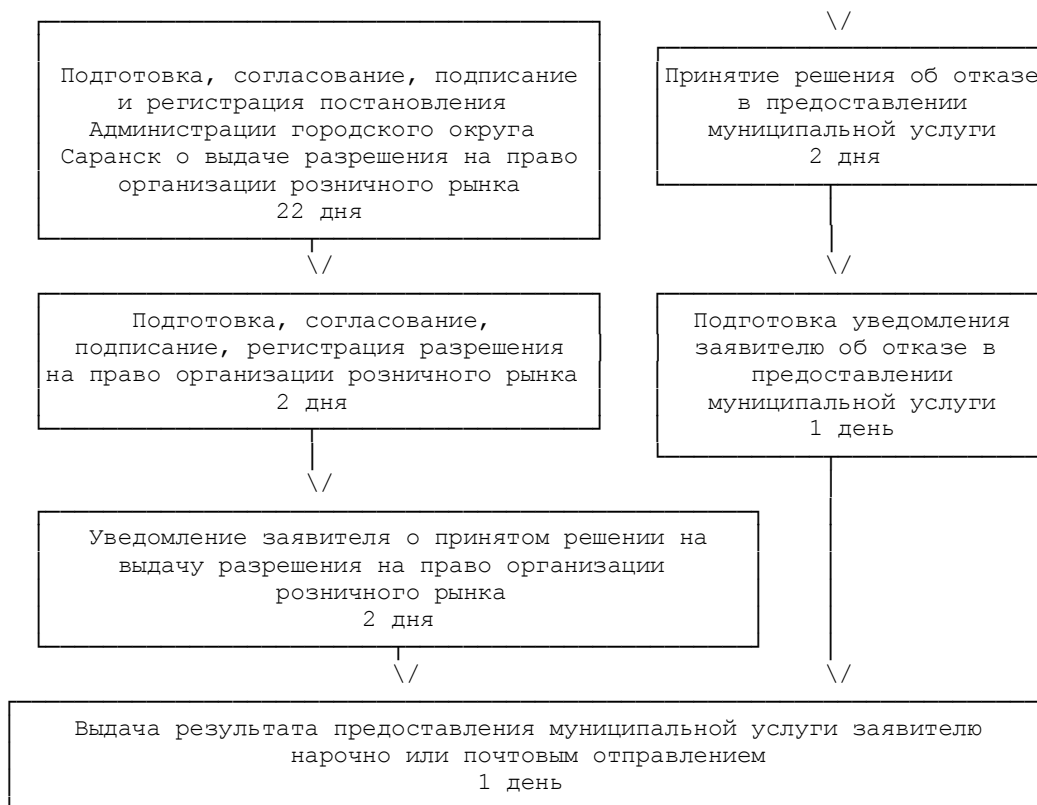 Подготовка, согласование, подписание
и регистрация постановления
Администрации городского округа
Саранск о выдаче разрешения на право
организации розничного рынка
22 дня
Принятие решения об отказе
в предоставлении
муниципальной услуги
2 дня
Подготовка, согласование,
подписание, регистрация разрешения
на право организации розничного рынка
2 дня
Подготовка уведомления
заявителю об отказе в
предоставлении
муниципальной услуги
1 день
Уведомление заявителя о принятом решении на
выдачу разрешения на право организации
розничного рынка
2 дня
Выдача результата предоставления муниципальной услуги заявителю
нарочно или почтовым отправлением
1 день